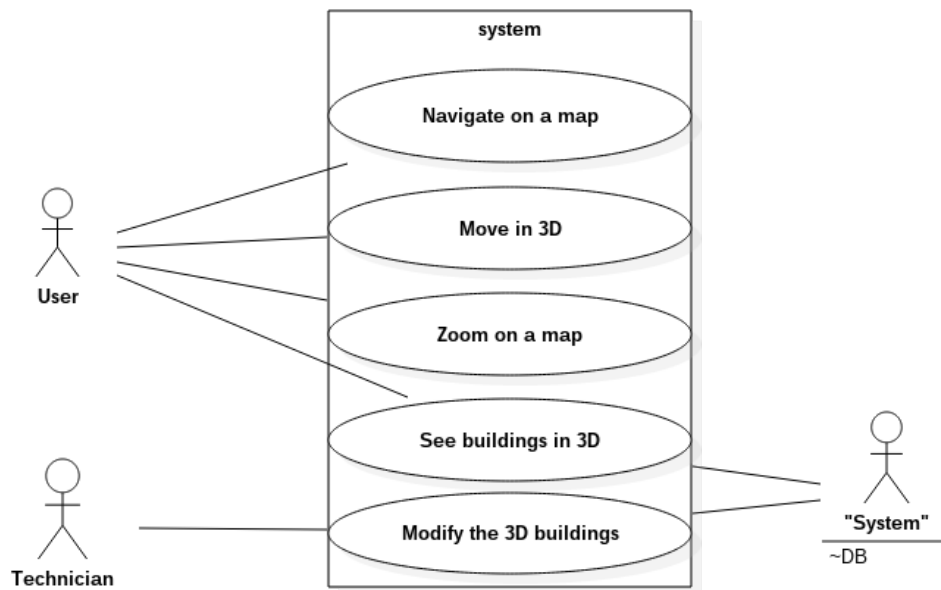 system
Navigate on a map
Move in 3D
Zoom on a map
See buildings in 3D
Modify the 3D buildings
User
Technician
"System"
~DB